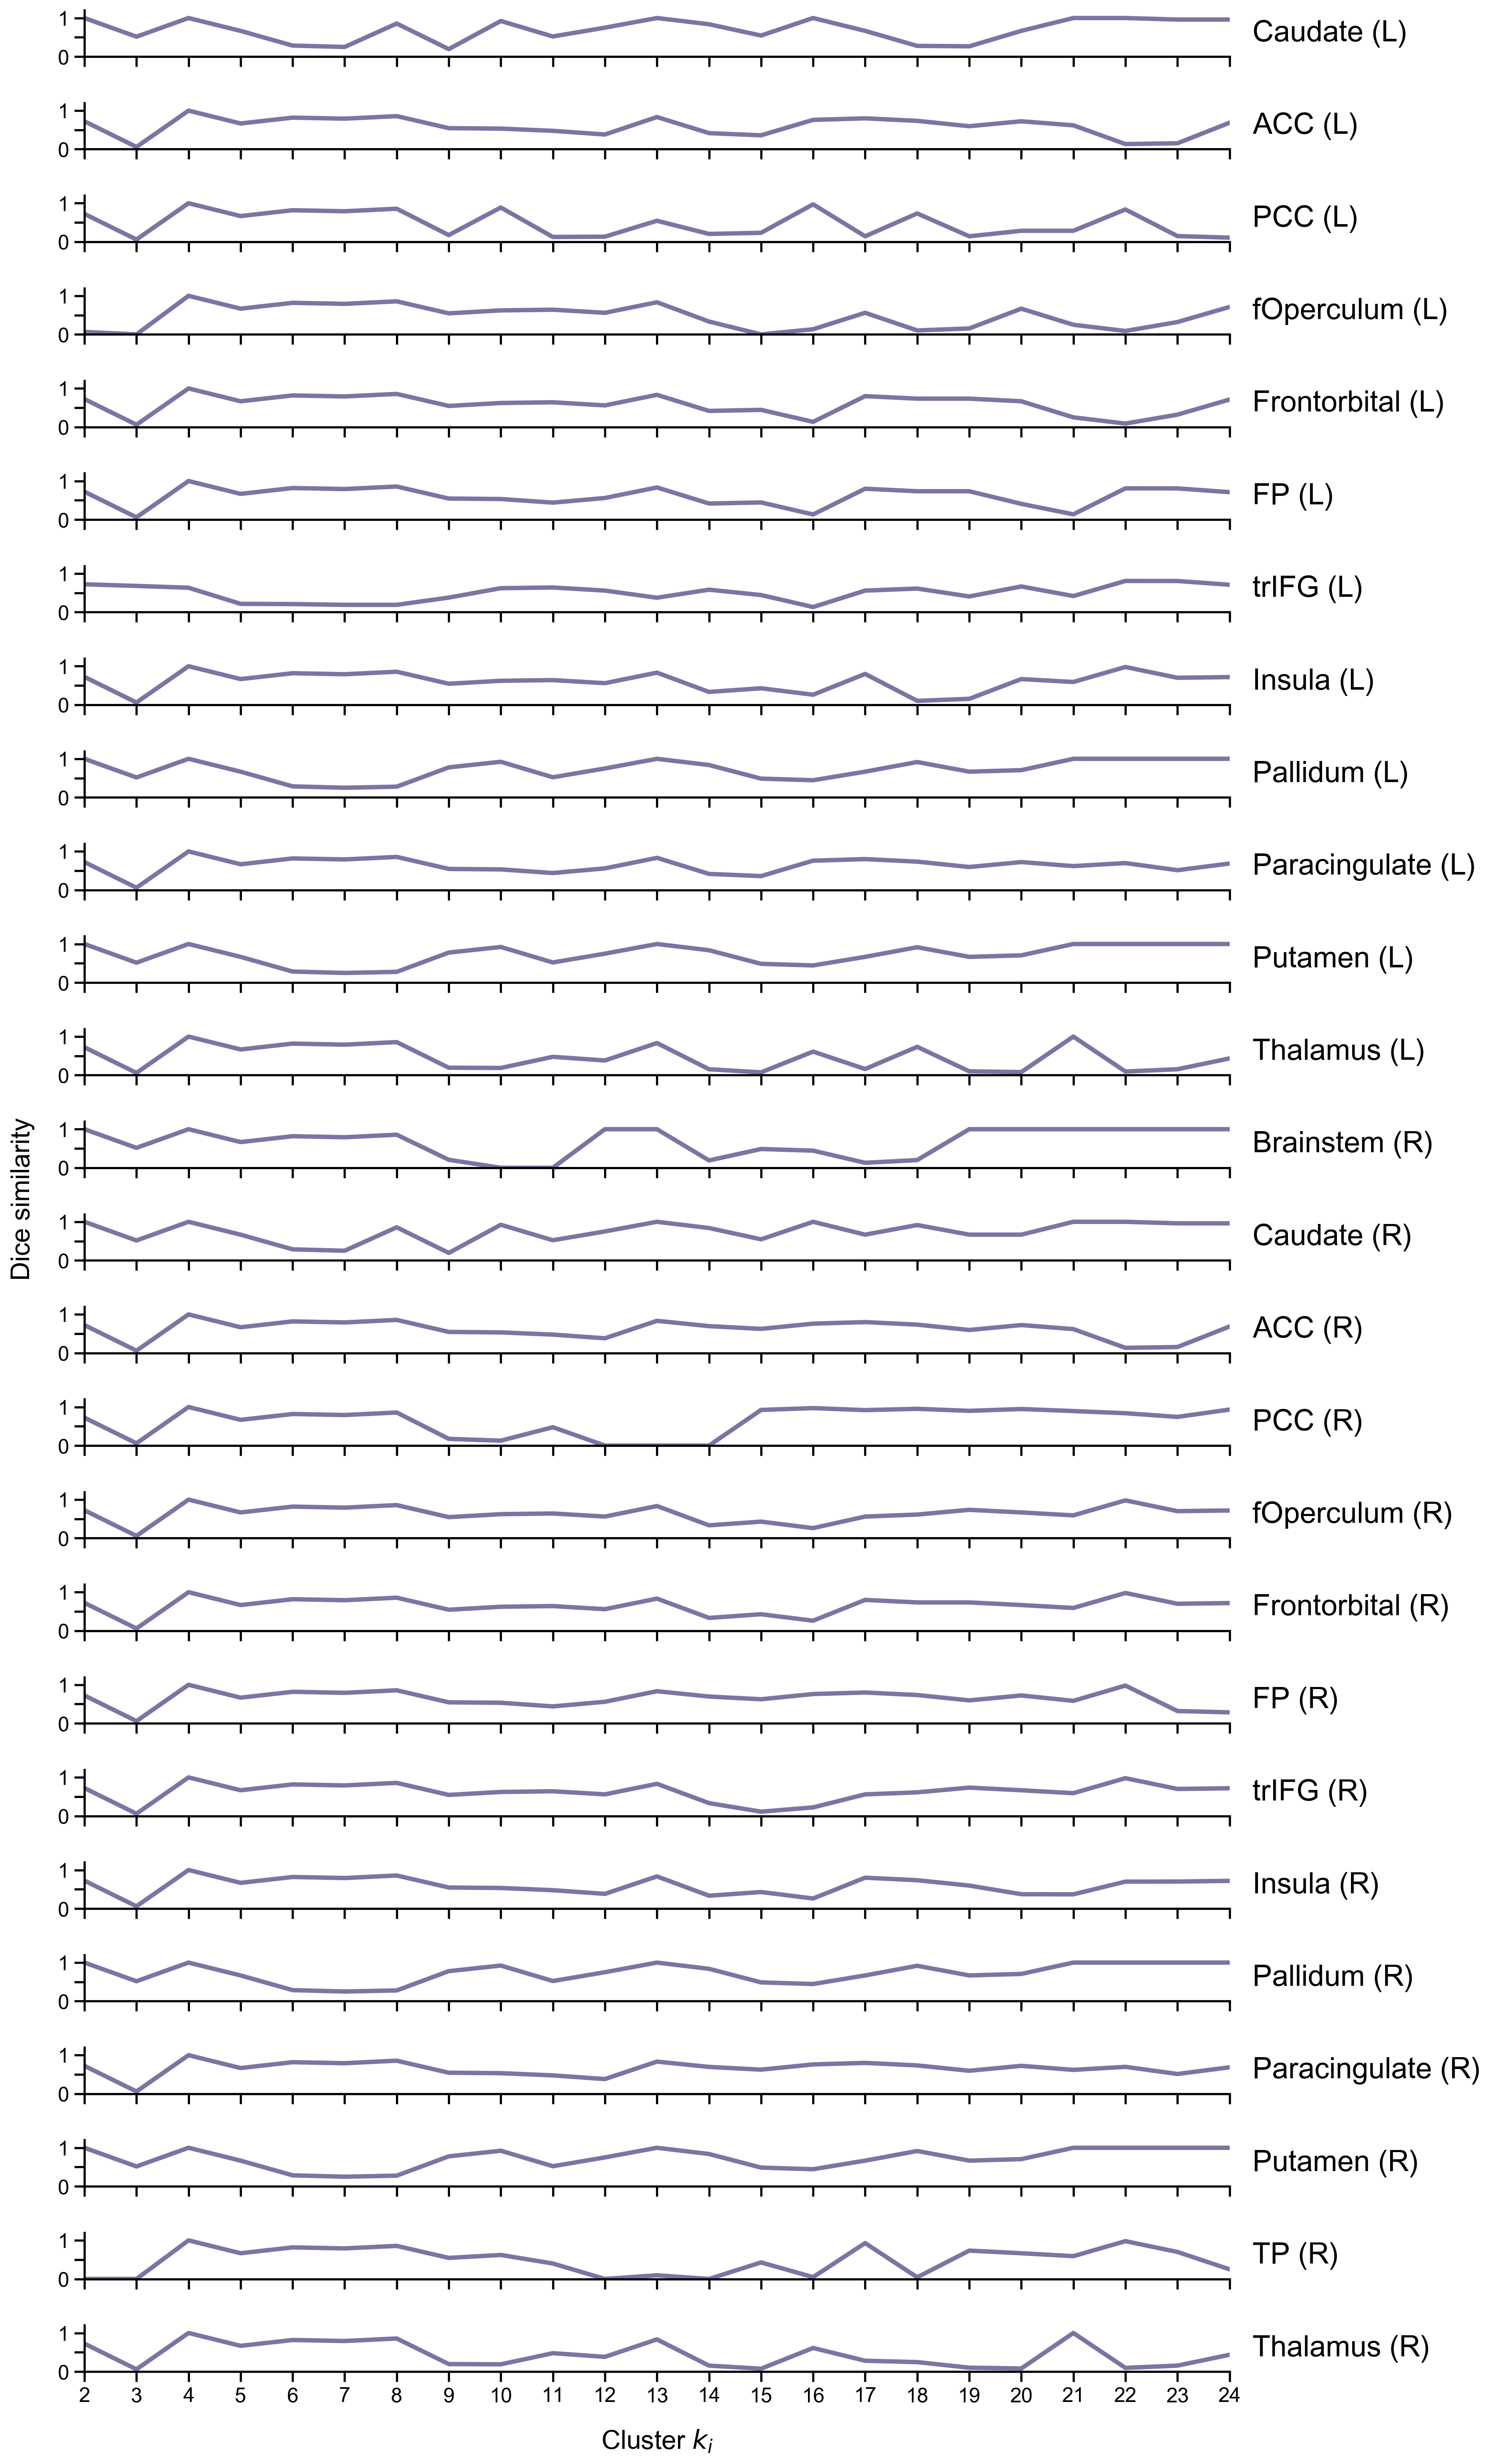 1
0
Caudate (L)
1
0
ACC (L)
1
0
PCC (L)
1
0
fOperculum (L)
1
0
Frontorbital (L)
1
0
FP (L)
1
0
trIFG (L)
1
0
Insula (L)
1
0
Pallidum (L)
1
0
Paracingulate (L)
1
0
Putamen (L)
1
0
Thalamus (L)
Dice similarity
1
0
Brainstem (R)
1
0
Caudate (R)
1
0
ACC (R)
1
0
PCC (R)
1
0
fOperculum (R)
1
0
Frontorbital (R)
1
0
FP (R)
1
0
trIFG (R)
1
0
Insula (R)
1
0
Pallidum (R)
1
0
Paracingulate (R)
1
0
Putamen (R)
1
0
TP (R)
1
0
Thalamus (R)
2 3 4 5 6 7 8 9 10 11 12 13 14 15 16 17 18 19 20 21 22 23 24
Cluster k_i